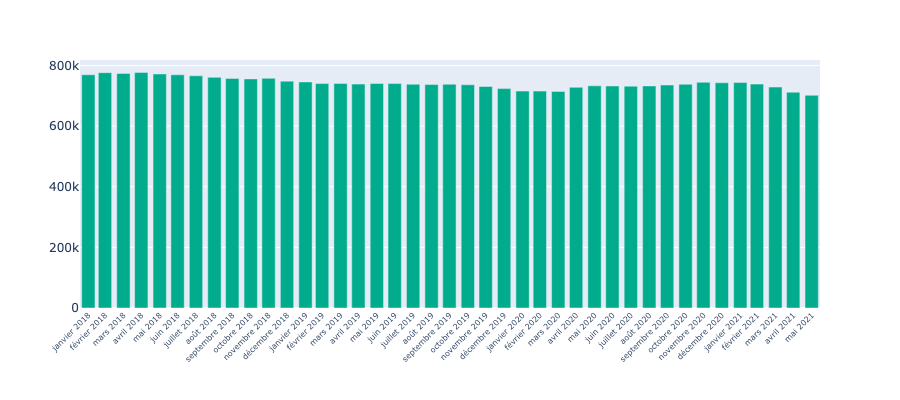 800k
600k
400k
200k
0
janvier 2018
février 2018
mars 2018
avril 2018
mai 2018
juin 2018
juillet 2018
août 2018
septembre 2018
octobre 2018
novembre 2018
décembre 2018
janvier 2019
février 2019
mars 2019
avril 2019
mai 2019
juin 2019
juillet 2019
août 2019
septembre 2019
octobre 2019
novembre 2019
décembre 2019
janvier 2020
février 2020
mars 2020
avril 2020
mai 2020
juin 2020
juillet 2020
août 2020
septembre 2020
octobre 2020
novembre 2020
décembre 2020
janvier 2021
février 2021
mars 2021
avril 2021
mai 2021